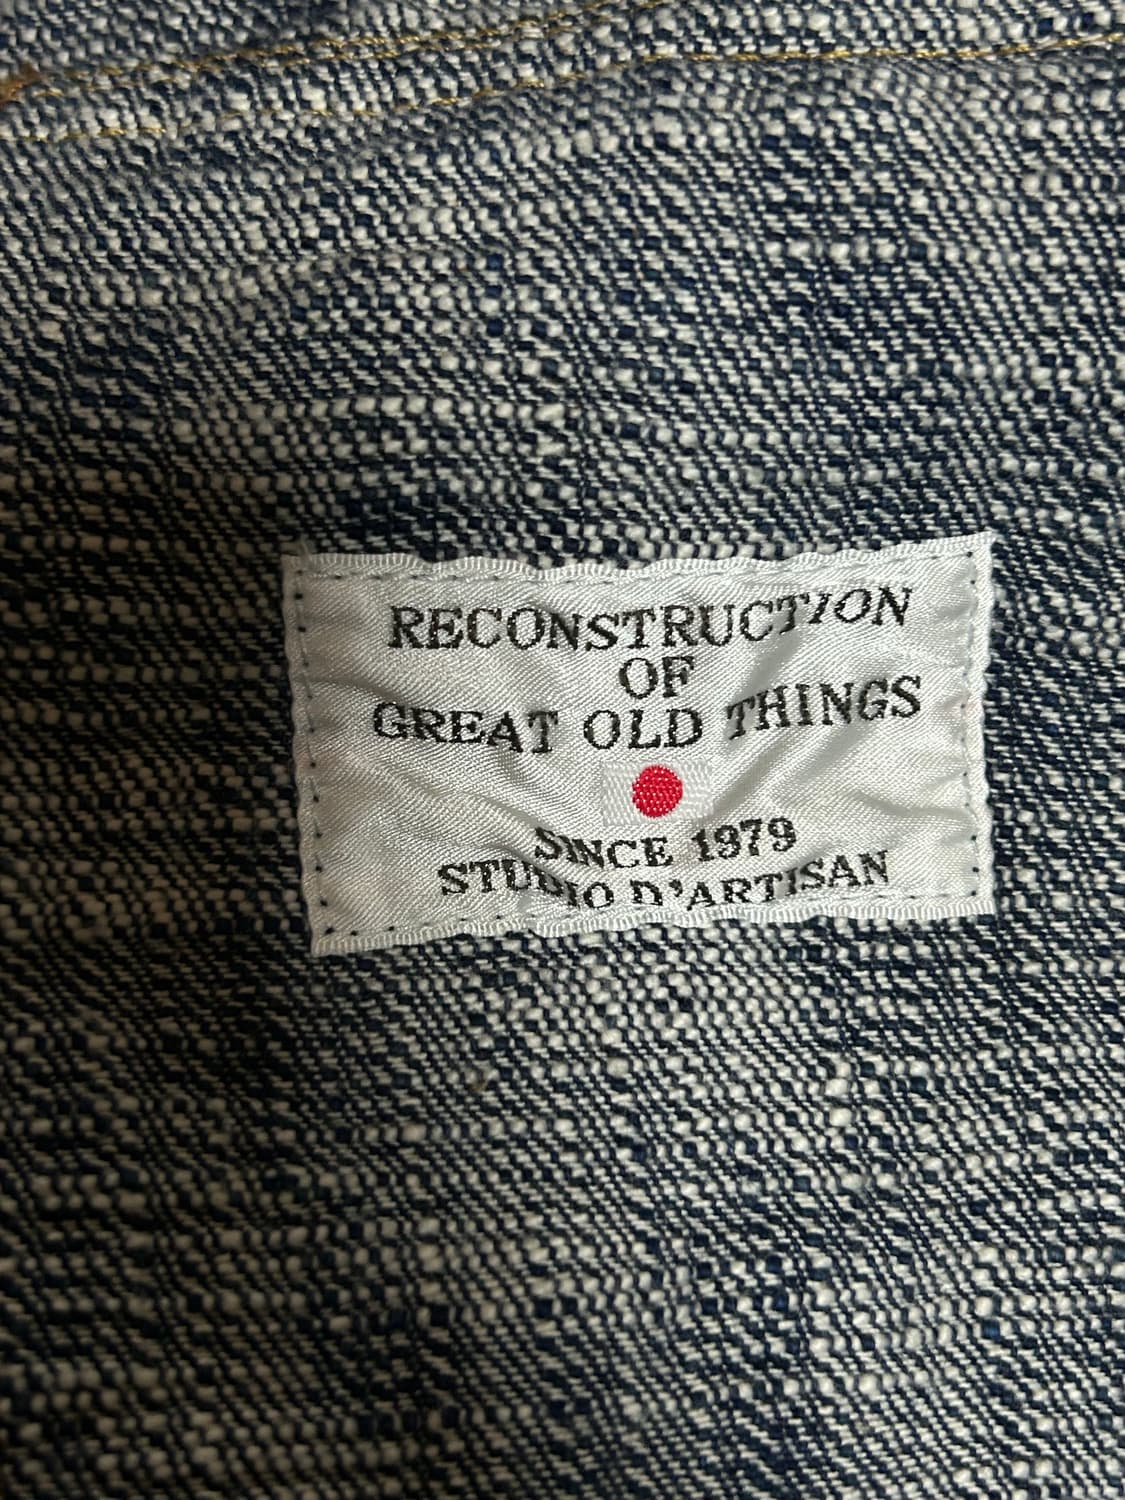 RECONSTRUCTION
OF
GREAT OLD THINGS
SINCE 1979
STUDIO D'ARTISAN